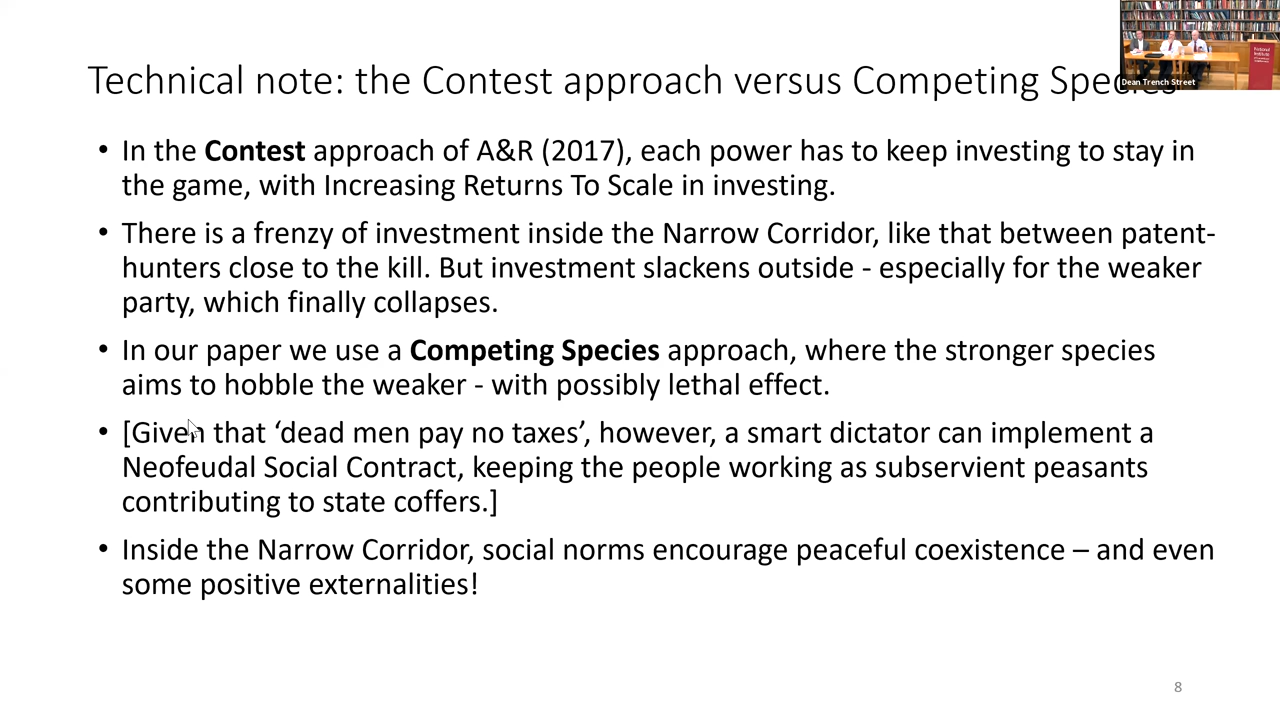 Technical note: the Contest approach versus Competing Species
Dean Trench Street
National
Institute
• In the Contest approach of A&R (2017), each power has to keep investing to stay in
the game, with Increasing Returns To Scale in investing.
• There is a frenzy of investment inside the Narrow Corridor, like that between patent-
hunters close to the kill. But investment slackens outside - especially for the weaker
party, which finally collapses.
• In our paper we use a Competing Species approach, where the stronger species
aims to hobble the weaker - with possibly lethal effect.
• [Given that ‘dead men pay no taxes’, however, a smart dictator can implement a
Neofeudal Social Contract, keeping the people working as subservient peasants
contributing to state coffers.]
• Inside the Narrow Corridor, social norms encourage peaceful coexistence – and even
some positive externalities!
8